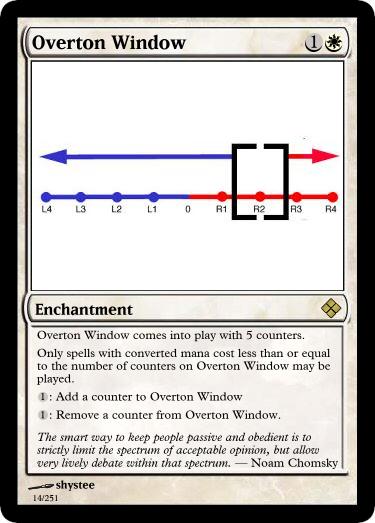 Overton Window 1
L4 L3 L2 L1 0 R1 R2 R3 R4
Enchantment
Overton Window comes into play with 5 counters.
Only spells with converted mana cost less than or equal
to the number of counters on Overton Window may be
played.
1: Add a counter to Overton Window
1: Remove a counter from Overton Window.
The smart way to keep people passive and obedient is to
strictly limit the spectrum of acceptable opinion, but allow
very lively debate within that spectrum. — Noam Chomsky
shystee
14/251